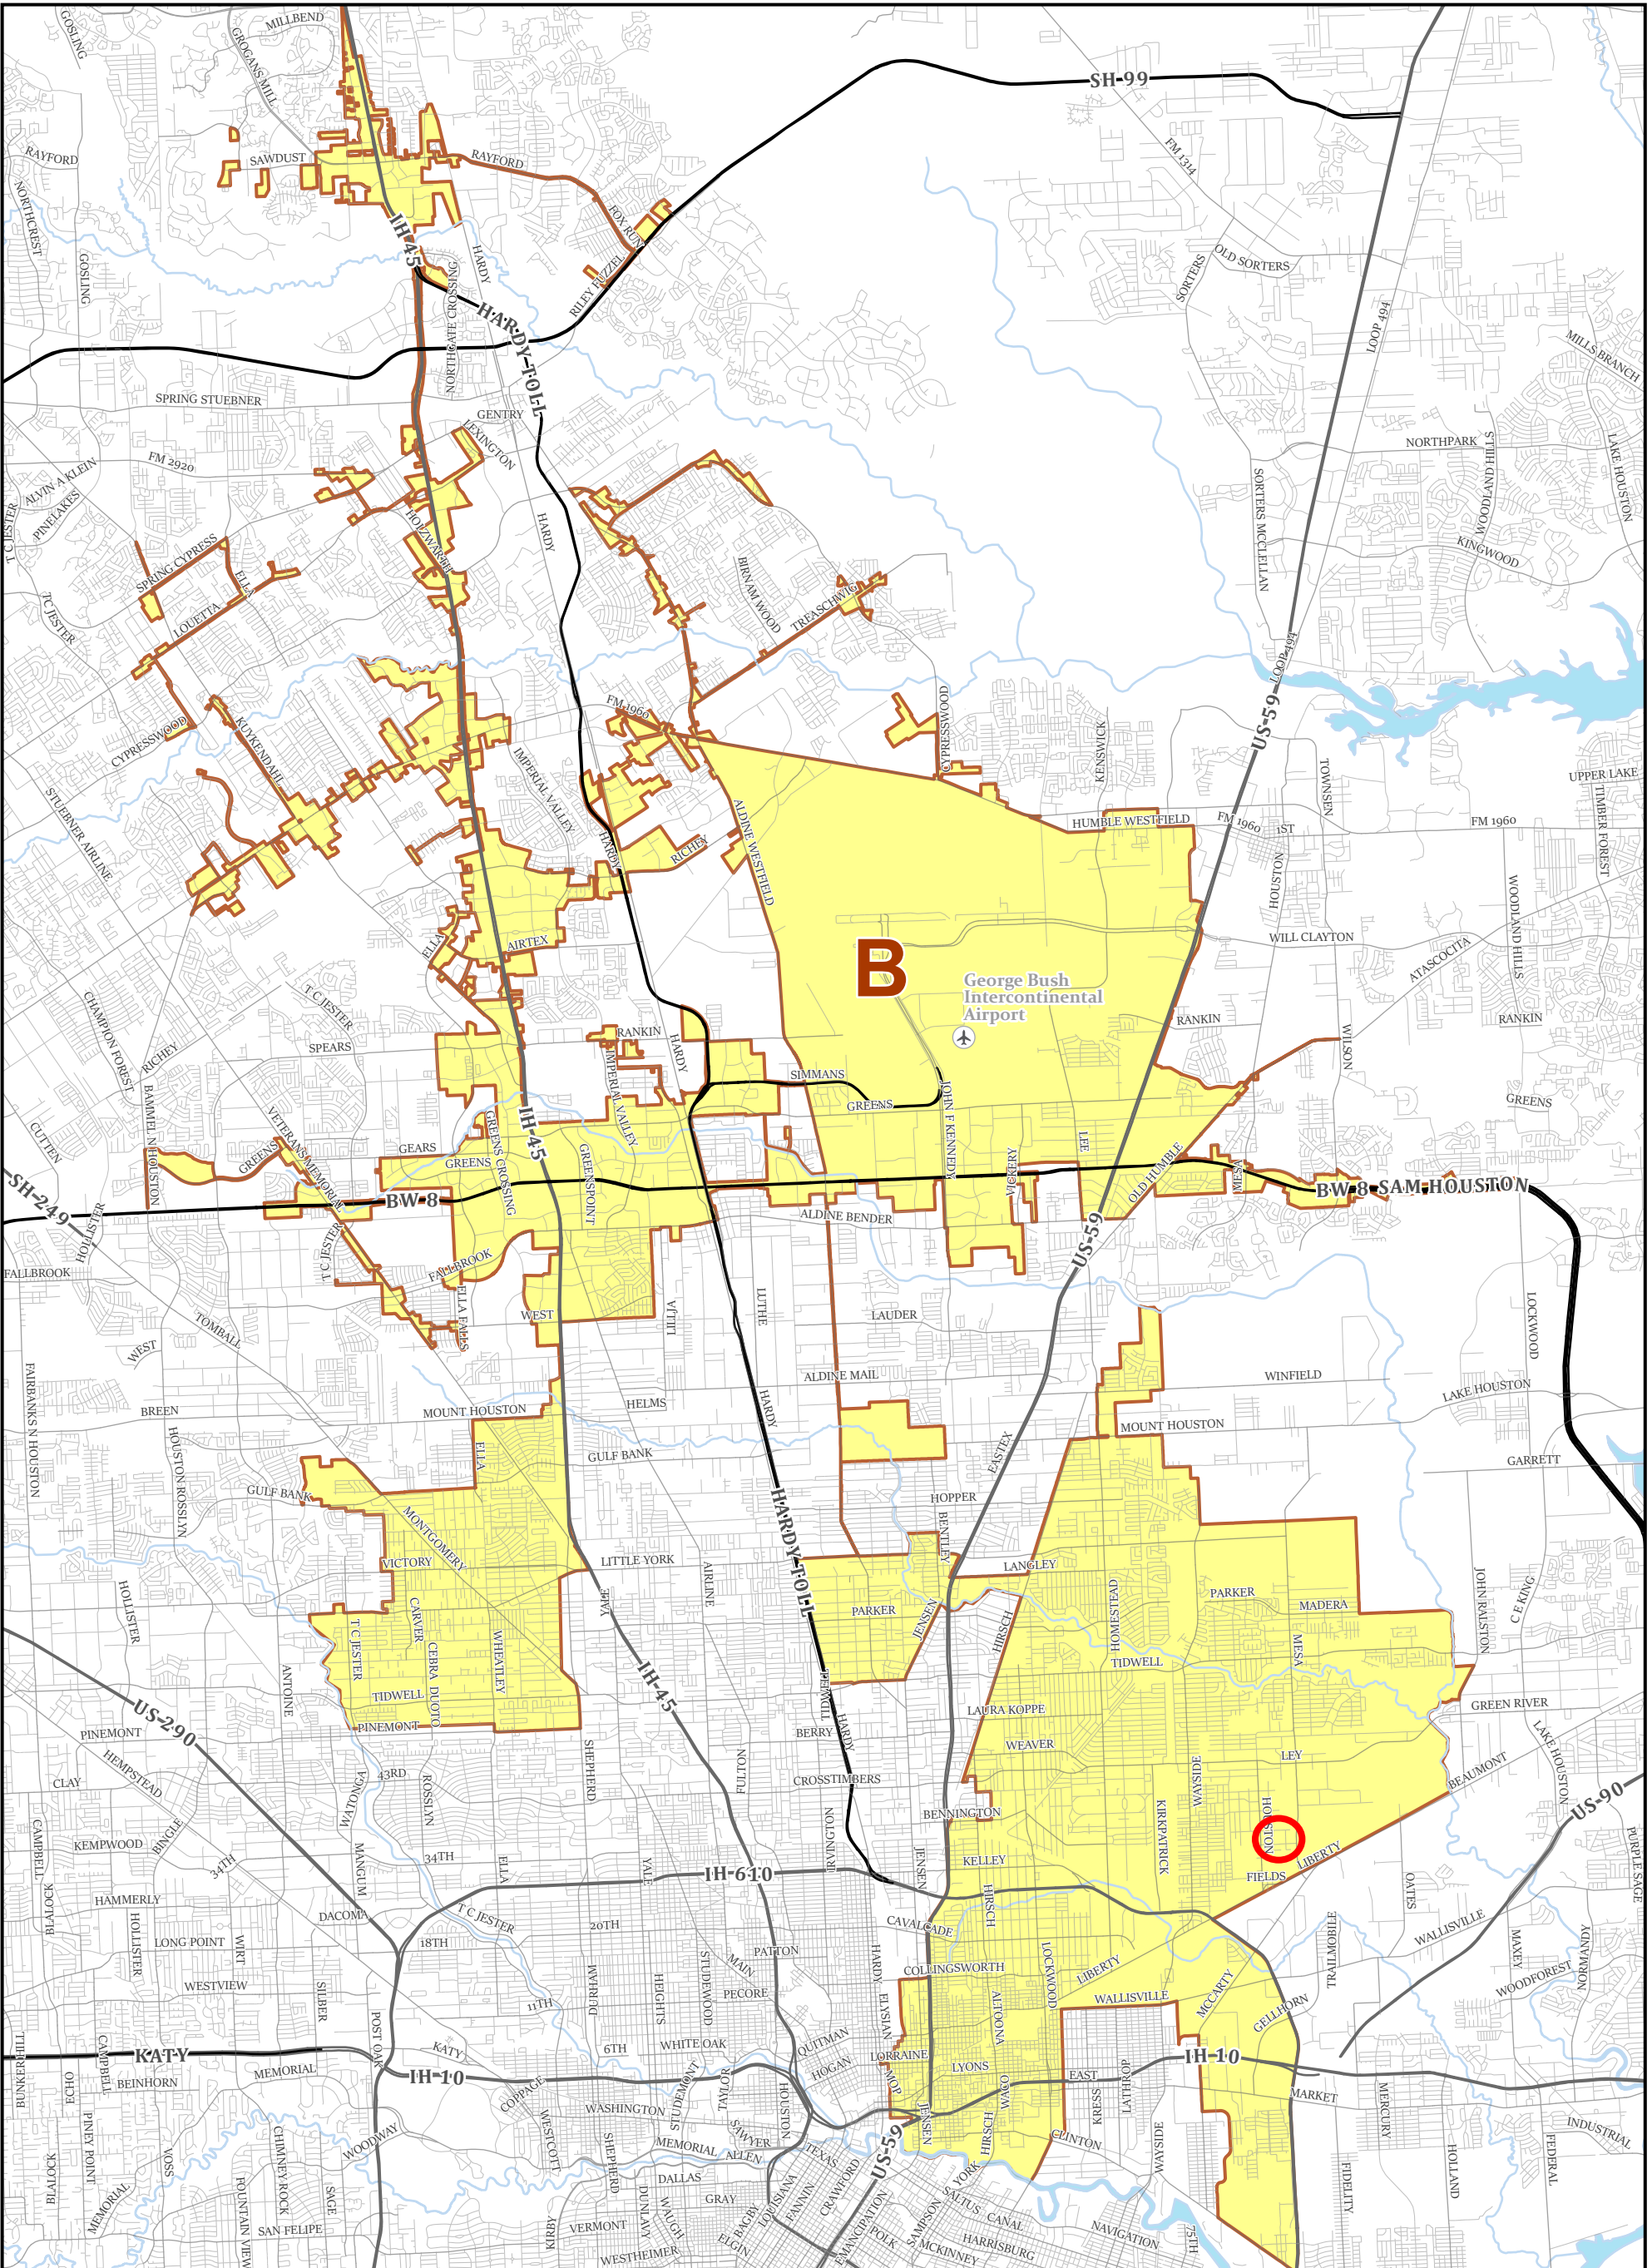 GOSLING
MILLBEND
GROGANS MILL
SH 99
FM 1314
RAYFORD
SAWDUST
RAYFORD
NORTHCREST
GOSLING
IH 45
HARDY
FOX RUN
RILEY FUZZEL
SORTERS
OLD SORTERS
LOOP 494
NORTHGATE CROSSING
HARDY TOLL
MILLS BRANCH
SPRING STUEBNER
GENTRY
LEXINGTON
FM 2920
ALVIN A KLEIN
PINELAKES
T C JESTER
NORTHPARK
WOODLAND HILLS
LAKE HOUSTON
SORTERS MCCLELLAN
KINGWOOD
HOLZWARTH
HARDY
SPRING CYPRESS
ELLA
LOUETTA
TC JESTER
BIRNAM WOOD
TREASCHWIG
LOOP 494
US 59
CYPRESSWOOD
KUYKENDAHL
FM 1960
CYPRESSWOOD
KENSWICK
IMPERIAL VALLEY
STUEBNER AIRLINE
TOWNSEN
UPPER LAKE
TIMBER FOREST
HARDY
RICHEY
ALDINE WESTFIELD
HUMBLE WESTFIELD
FM 1960
1ST
FM 1960
HOUSTON
WOODLAND HILLS
ELLA
AIRTEX
B
WILL CLAYTON
ATASCOCITA
George Bush
Intercontinental
Airport
CHAMPION FOREST
T C JESTER
RICHEY
SPEARS
RANKIN
HARDY
IMPERIAL VALLEY
RANKIN
WILSON
RANKIN
SIMMANS
GREENS
JOHN F KENNEDY
GREENS
CUTTEN
BAMMEL N HOUSTON
VETERANS MEMORIAL
GREENS
GEARS
GREENS
GREENS CROSSING
IH 45
GREENSPOINT
LEE
VICKERY
OLD HUMBLE
MESA
SH 249
HOLLISTER
BW 8
BW 8 SAM HOUSTON
ALDINE BENDER
US 59
T C JESTER
FALLBROOK
FALLBROOK
ELLA FALLS
WEST
LILLJA
LUTHE
LAUDER
LOCKWOOD
TOMBALL
WEST
ALDINE MAIL
WINFIELD
LAKE HOUSTON
FAIRBANKS N HOUSTON
BREEN
MOUNT HOUSTON
HELMS
HARDY
MOUNT HOUSTON
HOUSTON ROSSLYN
ELLA
GULF BANK
EASTEX
GARRETT
GULF BANK
HOPPER
MONTGOMERY
HARDY TOLL
BENTLEY
VICTORY
LITTLE YORK
AIRLINE
LANGLEY
HOLLISTER
T C JESTER
CARVER
CEBRA
DUOTO
WHEATLEY
YALE
PARKER
JENSEN
HIRSCH
HOMESTEAD
PARKER
MADERA
MESA
JOHN RALSTON
C E KING
ANTOINE
TIDWELL
PINEMONT
IH 45
TIDWELL
US 290
PINEMONT
HEMPSTEAD
CLAY
LAURA KOPPE
GREEN RIVER
BERRY
HARDY
WEAVER
LEY
BEAUMONT
LAKE HOUSTON
US 90
SHEPHERD
FULTON
CROSSTIMBERS
WAYSIDE
43RD
ROSSLYN
WATONGA
BENNINGTON
KIRKPATRICK
CAMPBELL
KEMPWOOD
BINGLE
34TH
MANGUM
34TH
ELLA
YALE
IH 610
IRVINGTON
JENSEN
KELLEY
FIELDS
LIBERTY
OATES
PURPLE SAGE
BLALOCK
HAMMERLY
HOLLISTER
DACOMA
T C JESTER
20TH
HIRSCH
CAVALCADE
WALLISVILLE
LONG POINT
WIRT
18TH
PATTON
MAIN
STUDEWOOD
HARDY
COLLINGSWORTH
LOCKWOOD
LIBERTY
TRAILMOBILE
MAXEY
NORMANDY
WESTVIEW
SILBER
11TH
DURHAM
HEIGHTS
PECORE
ELYSIAN
ALTOONA
WALLISVILLE
MCCARTY
GELLHORN
WOODFOREST
POST OAK
BUNKERHILL
KATY
CAMPBELL
ECHO
BEINHORN
MEMORIAL
KATY
IH 10
6TH
WHITE OAK
QUITMAN
HOGAN
LORRAINE
LYONS
IH 10
EAST
MARKET
MERCURY
COPPAGE
WASHINGTON
STUDEMONT
TAYLOR
HOUSTON
MOP
WACO
KRESS
LATHROP
PINEY POINT
VOSS
CHIMNEY ROCK
WOODWAY
WESTCOTT
SHEPHERD
SAWYER
MEMORIAL
ALLEN
US 59
JENSEN
HIRSCH
CLINTON
WAYSIDE
INDUSTRIAL
FEDERAL
HOLLAND
FIDELITY
BLALOCK
MEMORIAL
FOUNTAIN VIEW
SAGE
SAN FELIPE
KIRBY
VERMONT
WESTHEIMER
DUNLAVY
WAUGH
DALLAS
GRAY
ELGIN
BAGBY
LOUISIANA
FANNIN
TEXAS
CRAWFORD
EMANCIPATION
POLK
SAMPSON
MCKINNEY
YORK
SALTUS
CANAL
HARRISBURG
NAVIGATION
75TH